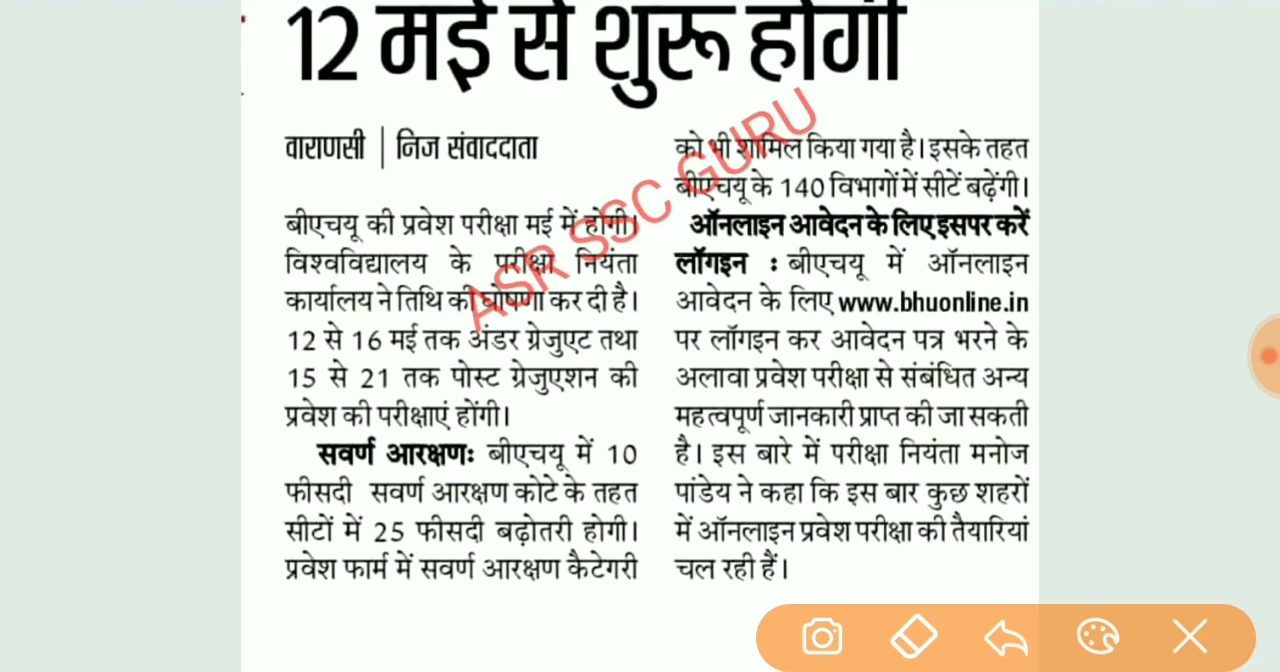 12 मई से शुरू होगी
वाराणसी | निज संवाददाता
बीएचयू की प्रवेश परीक्षा मई में होगी।
विश्वविद्यालय के परीक्षा नियंता
कार्यालय ने तिथि की घोषणा कर दी है।
12 से 16 मई तक अंडर ग्रेजुएट तथा
15 से 21 तक पोस्ट ग्रेजुएशन की
प्रवेश की परीक्षाएं होंगी।
सवर्ण आरक्षणः बीएचयू में 10
फीसदी सवर्ण आरक्षण कोटे के तहत
सीटों में 25 फीसदी बढ़ोतरी होगी।
प्रवेश फार्म में सवर्ण आरक्षण कैटेगरी
को भी शामिल किया गया है। इसके तहत
बीएचयू के 140 विभागों में सीटें बढ़ेंगी।
ऑनलाइन आवेदन के लिए इसपर करें
लॉगइन : बीएचयू में ऑनलाइन
आवेदन के लिए www.bhuonline.in
पर लॉगइन कर आवेदन पत्र भरने के
अलावा प्रवेश परीक्षा से संबंधित अन्य
महत्वपूर्ण जानकारी प्राप्त की जा सकती
है। इस बारे में परीक्षा नियंता मनोज
पांडेय ने कहा कि इस बार कुछ शहरों
में ऑनलाइन प्रवेश परीक्षा की तैयारियां
चल रही हैं।
ASR SSC GURU